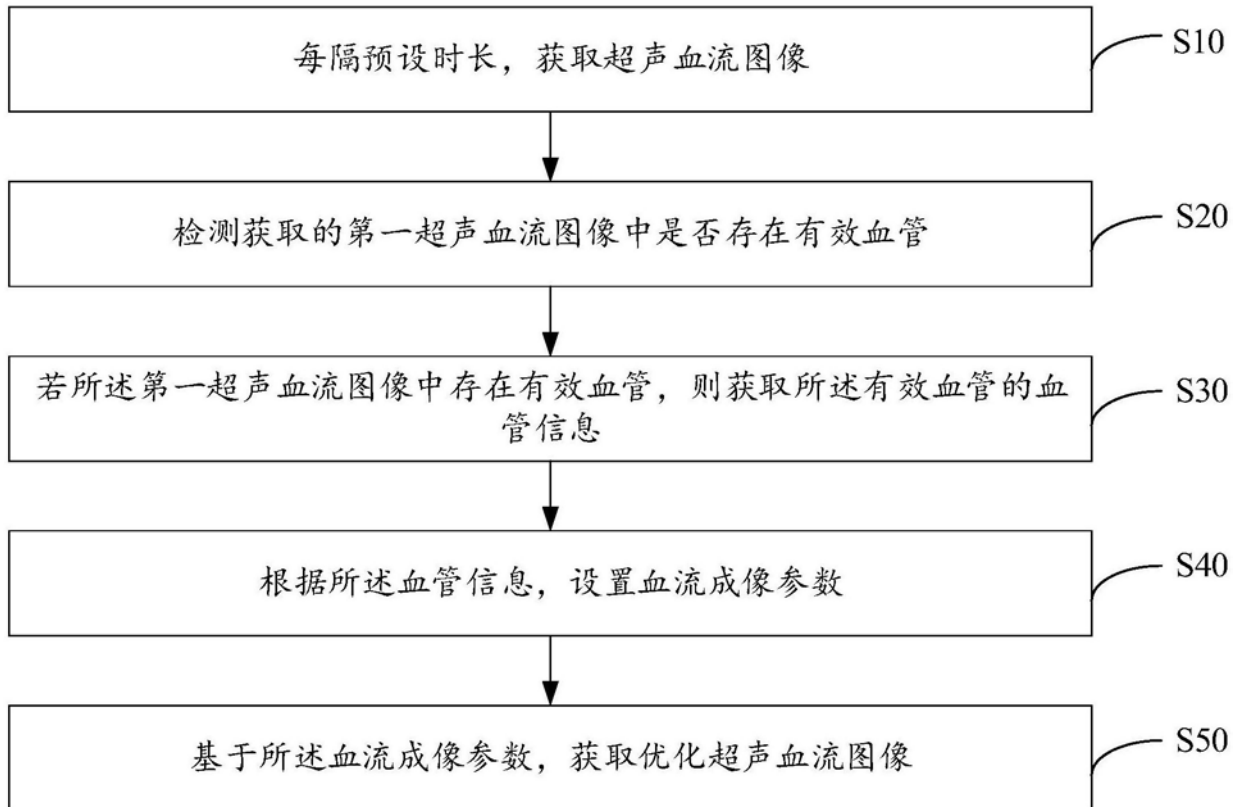 每隔预设时长，获取超声血流图像
S10
检测获取的第一超声血流图像中是否存在有效血管
S20
若所述第一超声血流图像中存在有效血管，则获取所述有效血管的血
管信息
S30
根据所述血管信息，设置血流成像参数
S40
基于所述血流成像参数，获取优化超声血流图像
S50